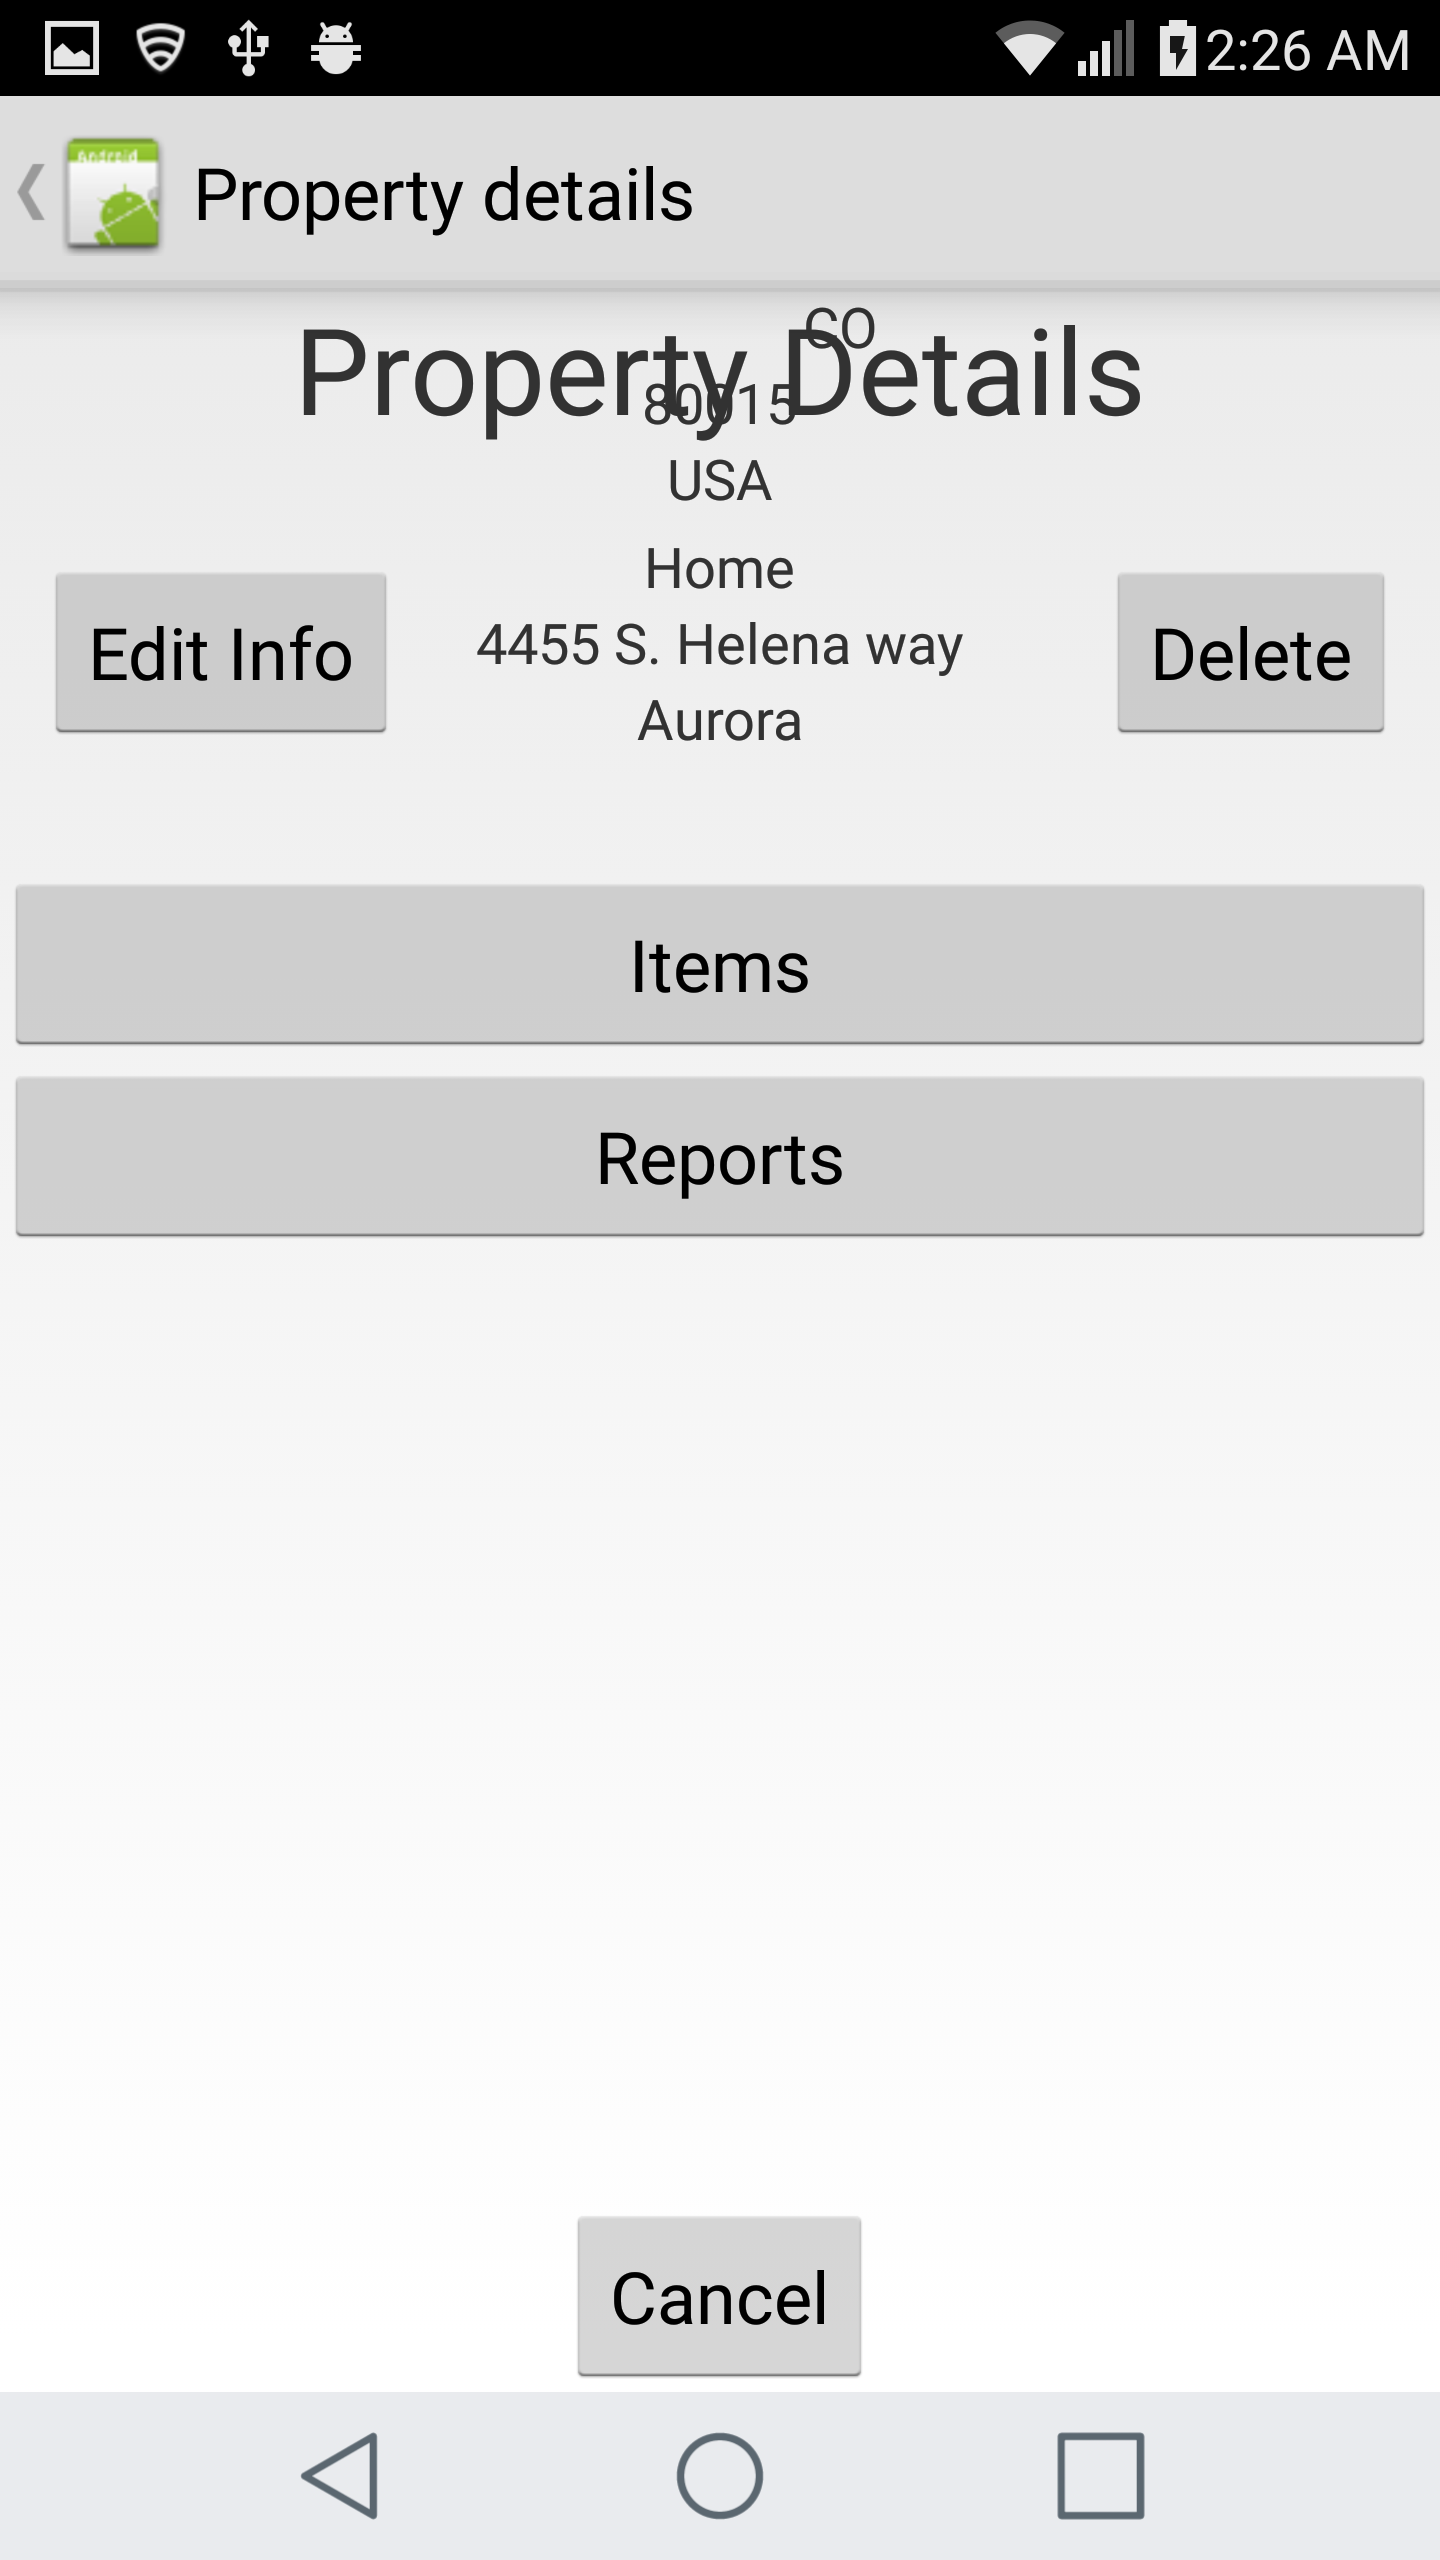 2:26 AM
Android
Property details
CO
Property Details
80015
USA
Home
Edit Info
4455 S. Helena way
Delete
Aurora
Items
Reports
Cancel